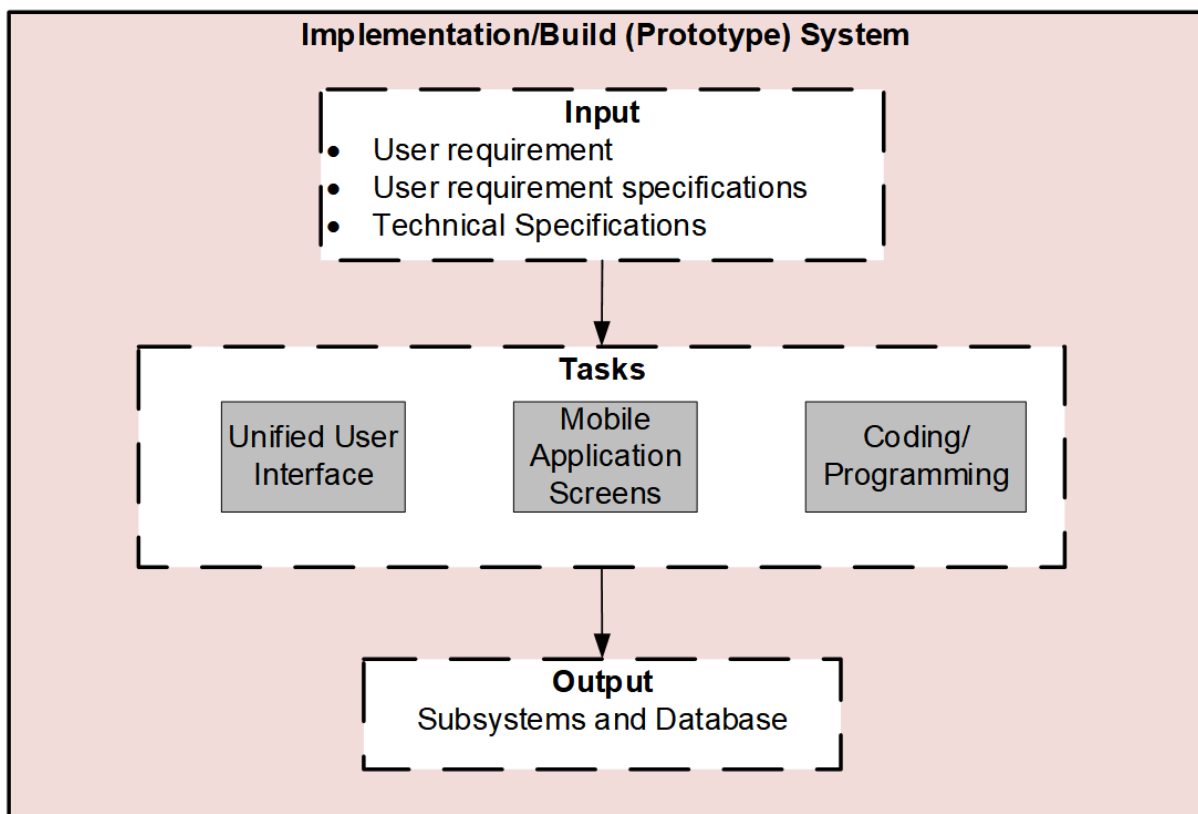 Implementation/Build (Prototype) System
Input
• User requirement
• User requirement specifications
• Technical Specifications
Tasks
Unified User
Interface
Mobile
Application
Screens
Coding/
Programming
Output
Subsystems and Database